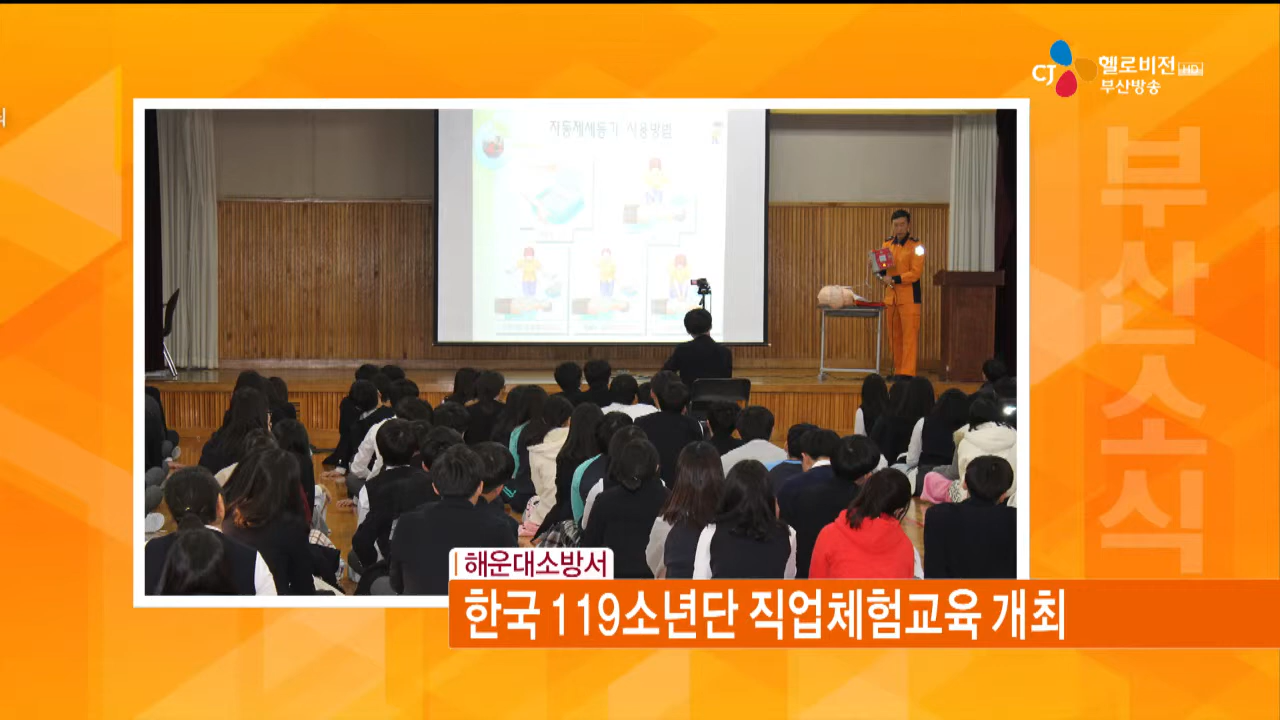 CJ 헬로비전 HD
부산방송
부산소식
자동제세동기 사용방법
해운대소방서
한국 119소년단 직업체험교육 개최